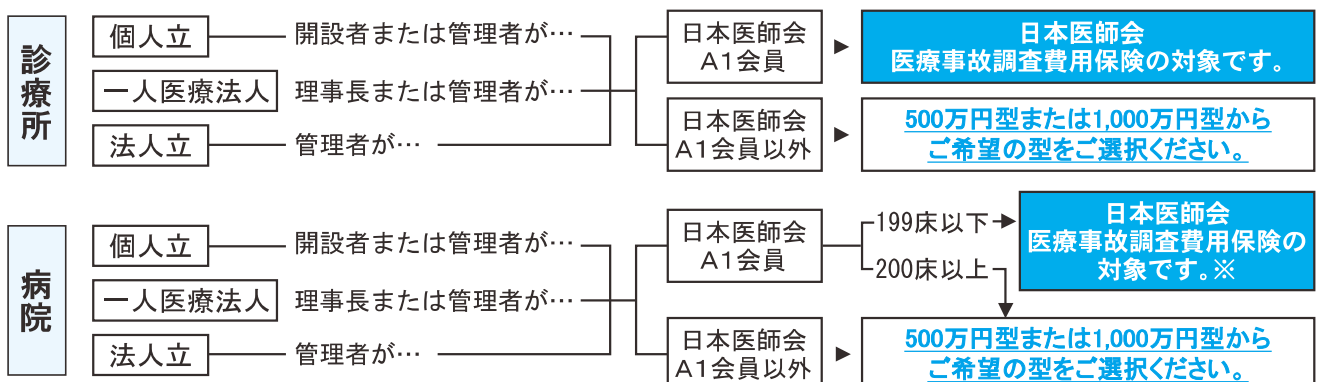 診療所
個人立
開設者または管理者が…
一人医療法人
理事長または管理者が…
法人立
管理者が…
日本医師会
A1会員
日本医師会
医療事故調査費用保険の対象です。
日本医師会
A1会員以外
500万円型または1,000万円型から
ご希望の型をご選択ください。
病院
個人立
開設者または管理者が…
一人医療法人
理事長または管理者が…
法人立
管理者が…
日本医師会
A1会員
199床以下
200床以上
日本医師会
医療事故調査費用保険の
対象です。※
日本医師会
A1会員以外
500万円型または1,000万円型から
ご希望の型をご選択ください。